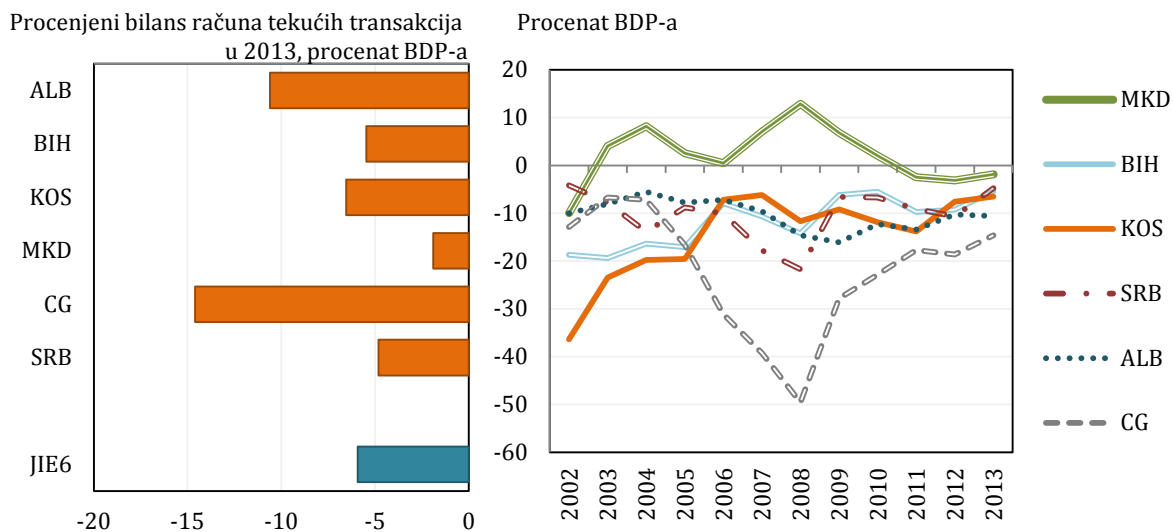 Procenjeni bilans računa tekućih transakcija
u 2013, procenat BDP-a
ALB
BIH
KOS
MKD
CG
SRB
JIE6
-20 -15 -10 -5 0
Procenat BDP-a
20
10
0
-10
-20
-30
-40
-50
-60
2002 2003 2004 2005 2006 2007 2008 2009 2010 2011 2012 2013
MKD
BIH
KOS
SRB
ALB
CG